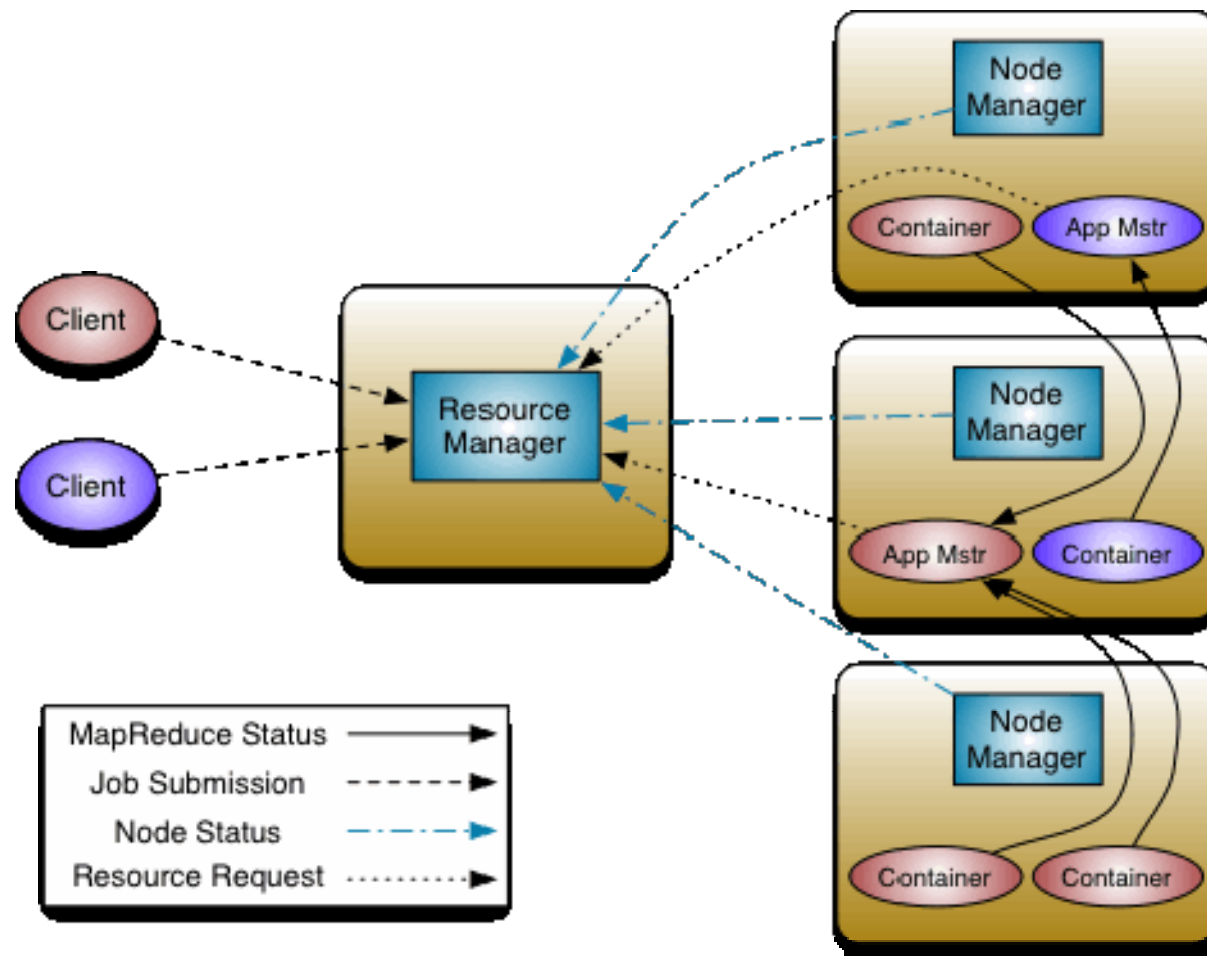 Node
Manager
Container
App Mstr
Client
Client
Resource
Manager
Node
Manager
App Mstr
Container
Node
Manager
Container
Container
MapReduce Status
Job Submission
Node Status
Resource Request